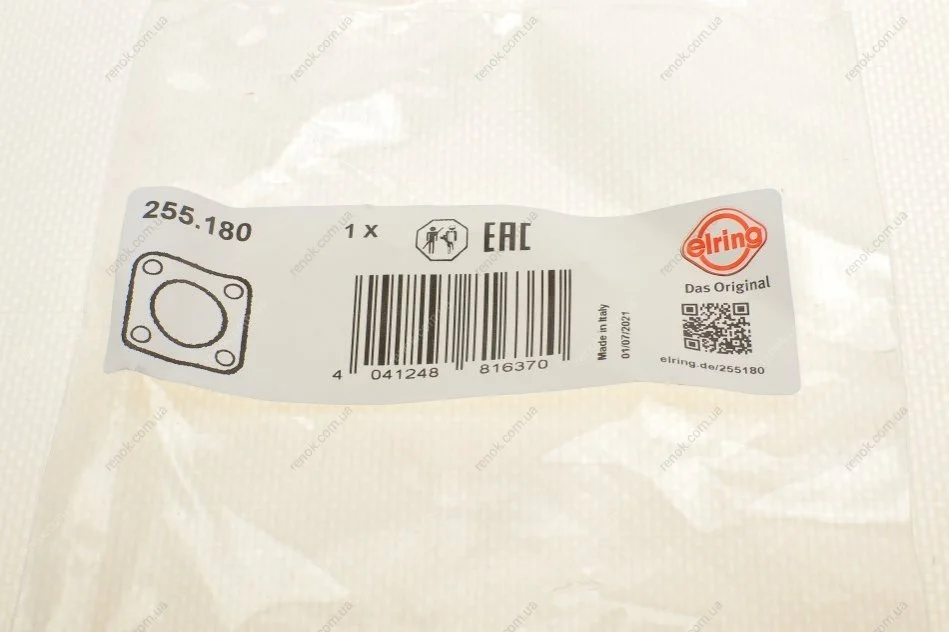 255.180
1 X
EAC
elring
Das Original
Made in Italy
01/07/2021
4 041248 816370
elring.de/255180
renok.com.ua